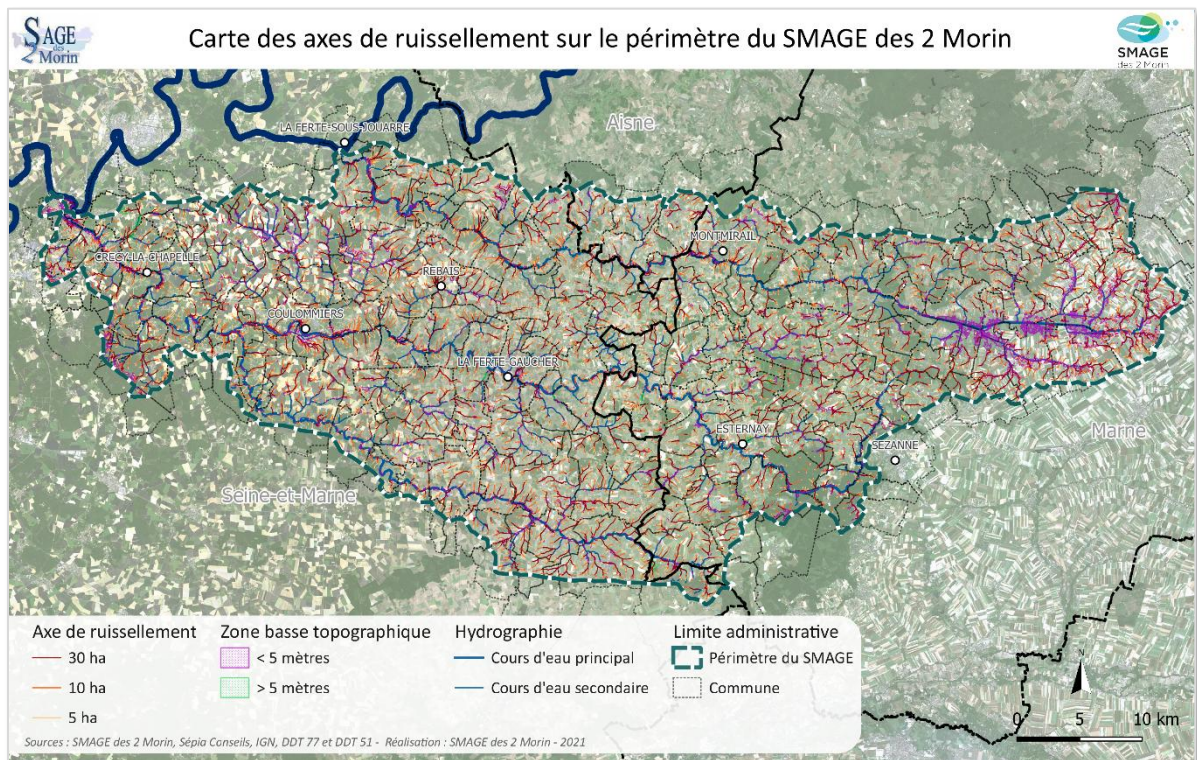 SAGE
des
2 Morin
Carte des axes de ruissellement sur le périmètre du SMAGE des 2 Morin
SMAGE
des 2 Morin
LA FERTE-SOUS-JOUARRE
Aisne
MONTMIRAIL
CRECY-LA-CHAPELLE
REBAIS
COULOMMIERS
LA FERTE-GAUCHER
ESTERNAY
SEZANNE
Marne
Seine-et-Marne
Axe de ruissellement
30 ha
10 ha
5 ha
Zone basse topographique
< 5 mètres
> 5 mètres
Hydrographie
Cours d'eau principal
Cours d'eau secondaire
Limite administrative
Périmètre du SMAGE
Commune
N
0 5 10 km
Sources : SMAGE des 2 Morin, Sépia Conseils, IGN, DDT 77 et DDT 51 - Réalisation : SMAGE des 2 Morin - 2021